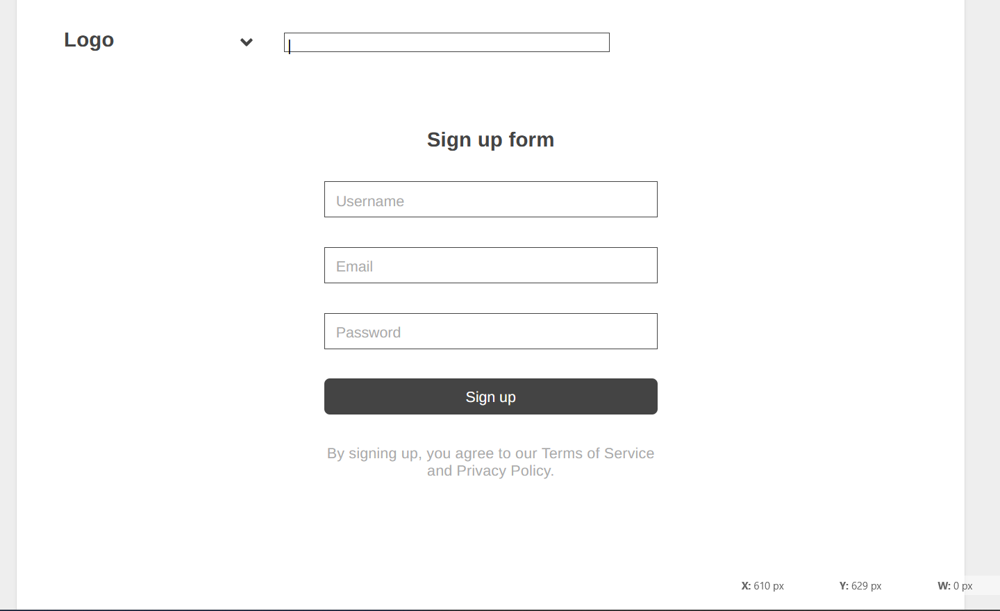 Logo
Sign up form
Username
Email
Password
Sign up
By signing up, you agree to our Terms of Service
and Privacy Policy.
X: 610 px Y: 629 px W: 0 px